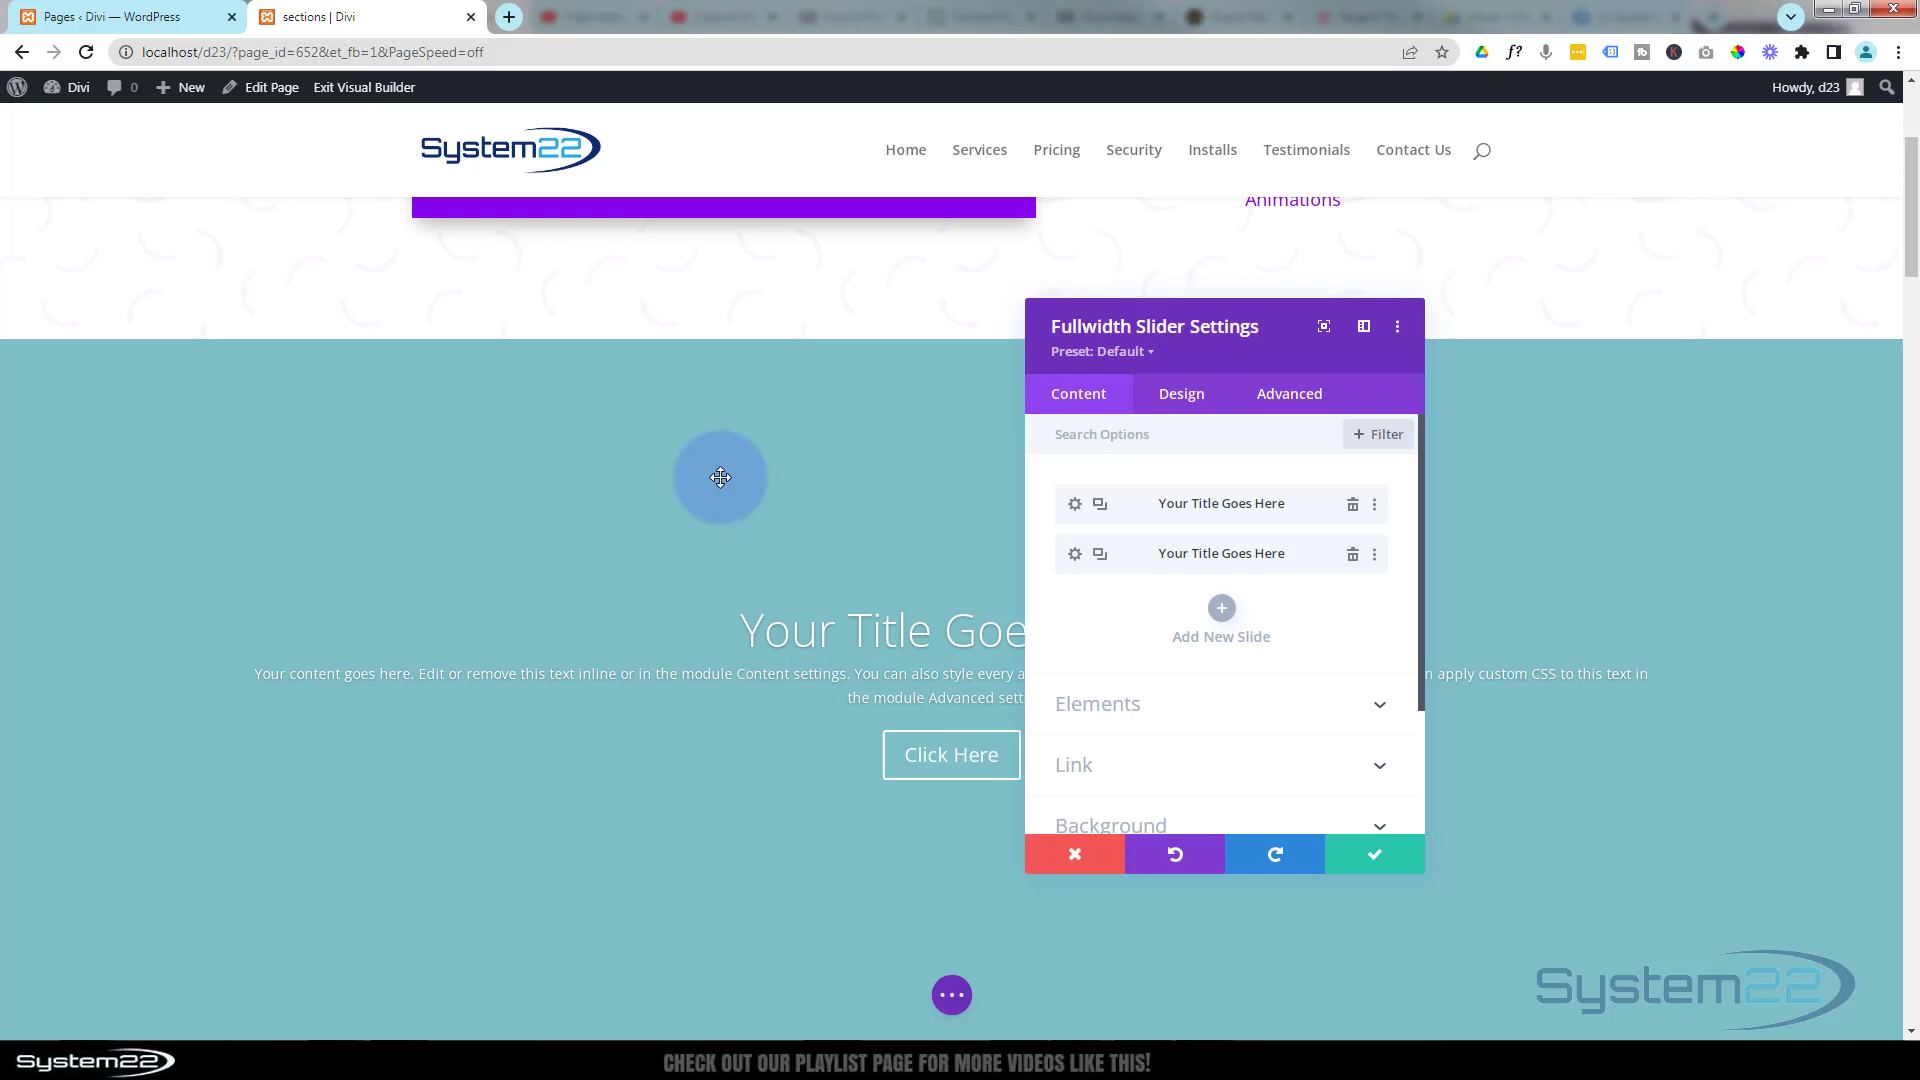 Pages ‹ Divi — WordPress
sections | Divi
localhost/d23/?page_id=652&et_fb=1&PageSpeed=off
Divi
0
New
Edit Page
Exit Visual Builder
Howdy, d23
System22
Home
Services
Pricing
Security
Installs
Testimonials
Contact Us
Animations
Fullwidth Slider Settings
Preset: Default
Content
Design
Advanced
Search Options
+ Filter
Your Title Goes Here
Your Title Goes Here
Add New Slide
Elements
Link
Background
Your Title Goe
Your content goes here. Edit or remove this text inline or in the module Content settings. You can also style every a
n apply custom CSS to this text in
the module Advanced sett
Click Here
System22
System22
CHECK OUT OUR PLAYLIST PAGE FOR MORE VIDEOS LIKE THIS!